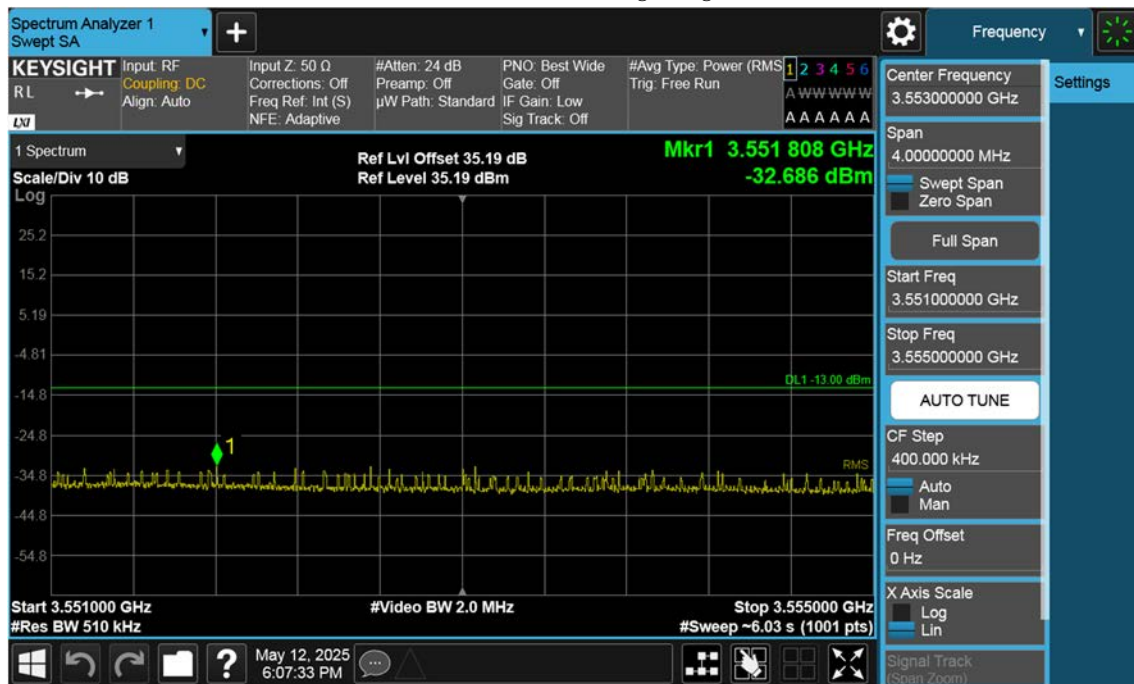 Spectrum Analyzer 1
Swept SA
Frequency
KEYSIGHT
RL
LXI
Input: RF
Coupling: DC
Align: Auto
Input Z: 50 Ω
Corrections: Off
Freq Ref: Int (S)
NFE: Adaptive
#Atten: 24 dB
Preamp: Off
µW Path: Standard
PNO: Best Wide
Gate: Off
IF Gain: Low
Sig Track: Off
#Avg Type: Power (RMS
Trig: Free Run
1 2 3 4 5 6
A W W W W W
A A A A A A
1 Spectrum
Scale/Div 10 dB
Ref Lvl Offset 35.19 dB
Ref Level 35.19 dBm
Mkr1 3.551 808 GHz
-32.686 dBm
Log
25.2
15.2
5.19
-4.81
-14.8
-24.8
-34.8
-44.8
-54.8
DL1 -13.00 dBm
1
RMS
Start 3.551000 GHz
#Res BW 510 kHz
#Video BW 2.0 MHz
Stop 3.555000 GHz
#Sweep ~6.03 s (1001 pts)
?
May 12, 2025
6:07:33 PM
Center Frequency
3.553000000 GHz
Span
4.00000000 MHz
Swept Span
Zero Span
Full Span
Start Freq
3.551000000 GHz
Stop Freq
3.555000000 GHz
AUTO TUNE
CF Step
400.000 kHz
Auto
Man
Freq Offset
0 Hz
X Axis Scale
Log
Lin
Signal Track
(Span Zoom)
Settings